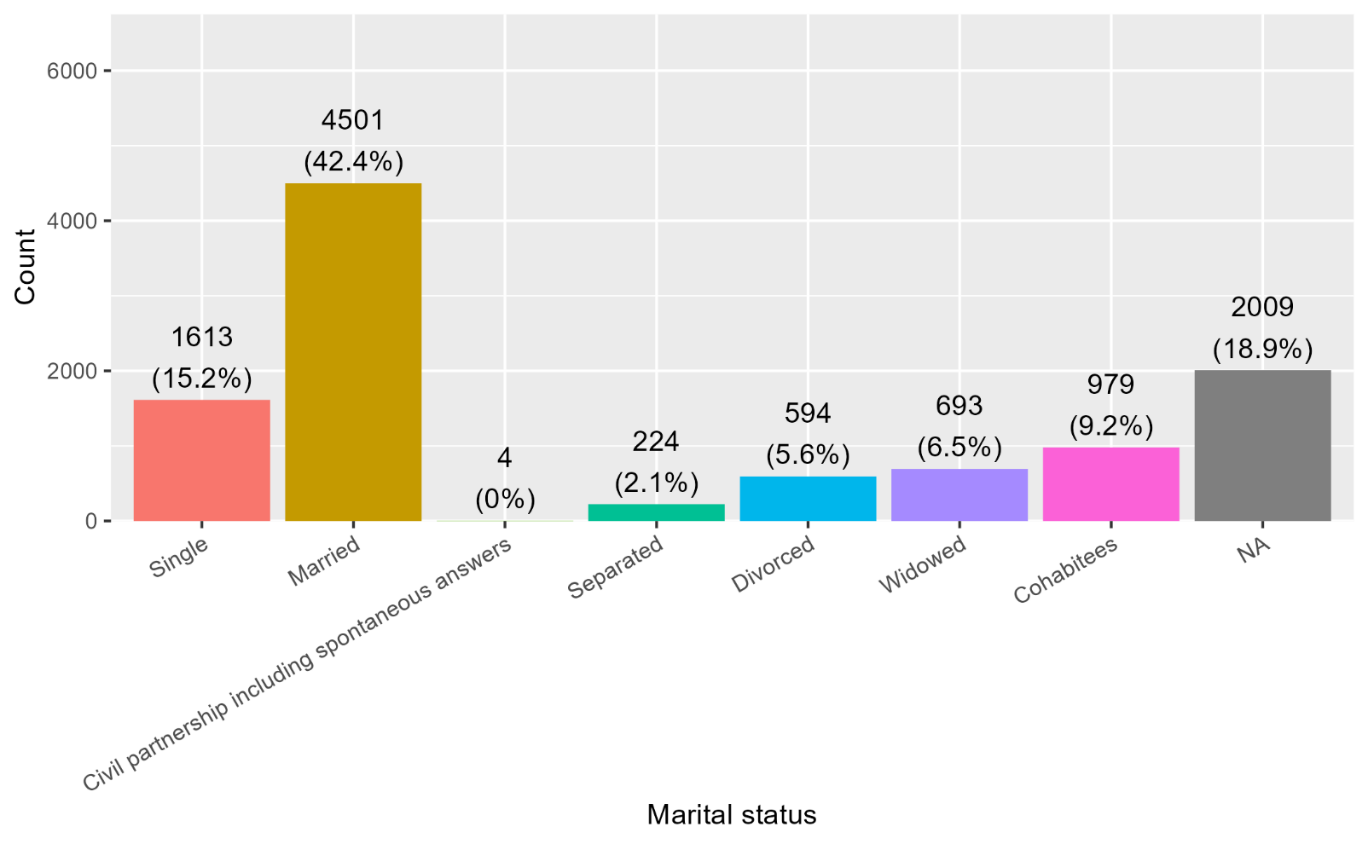 6000
4000
2000
0
Count
4501
(42.4%)
1613
(15.2%)
4
(0%)
224
(2.1%)
594
(5.6%)
693
(6.5%)
979
(9.2%)
2009
(18.9%)
Single
Married
Civil partnership including spontaneous answers
Separated
Divorced
Widowed
Cohabitees
NA
Marital status